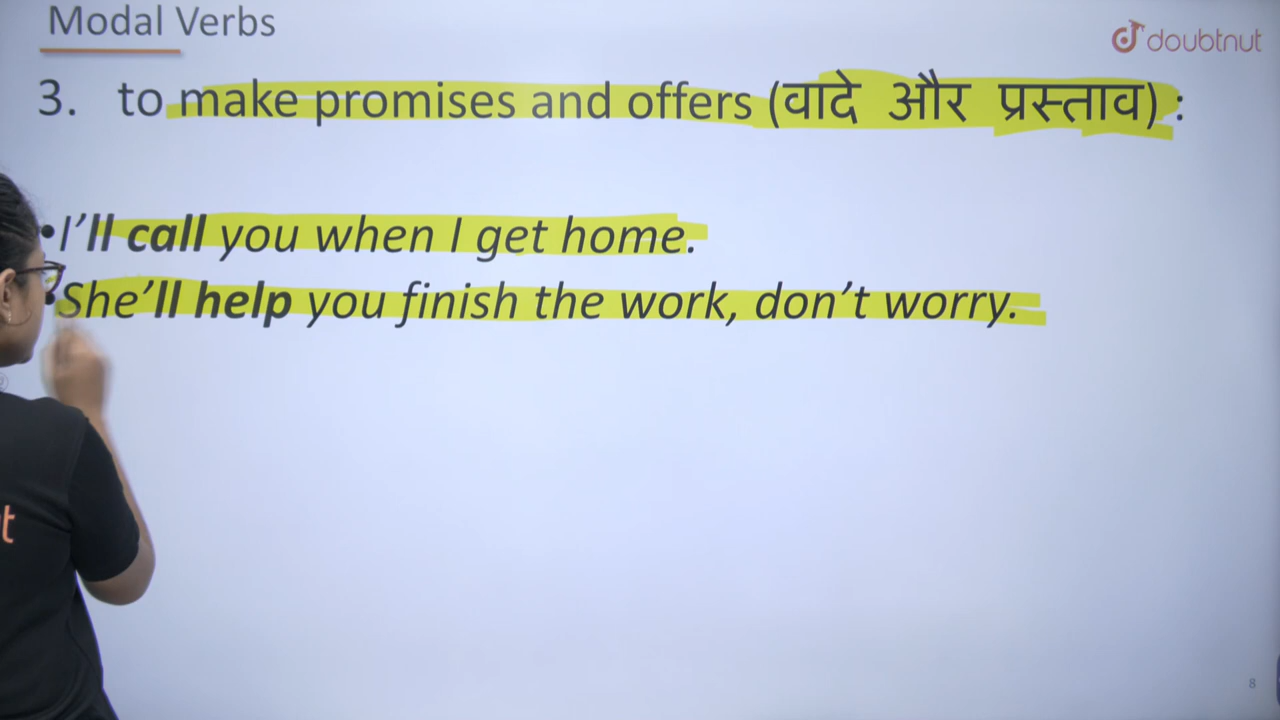 Modal Verbs
doubtnut
3. to make promises and offers (वादे और प्रस्ताव) :
•I'll call you when I get home.
•She'll help you finish the work, don't worry.
t
8